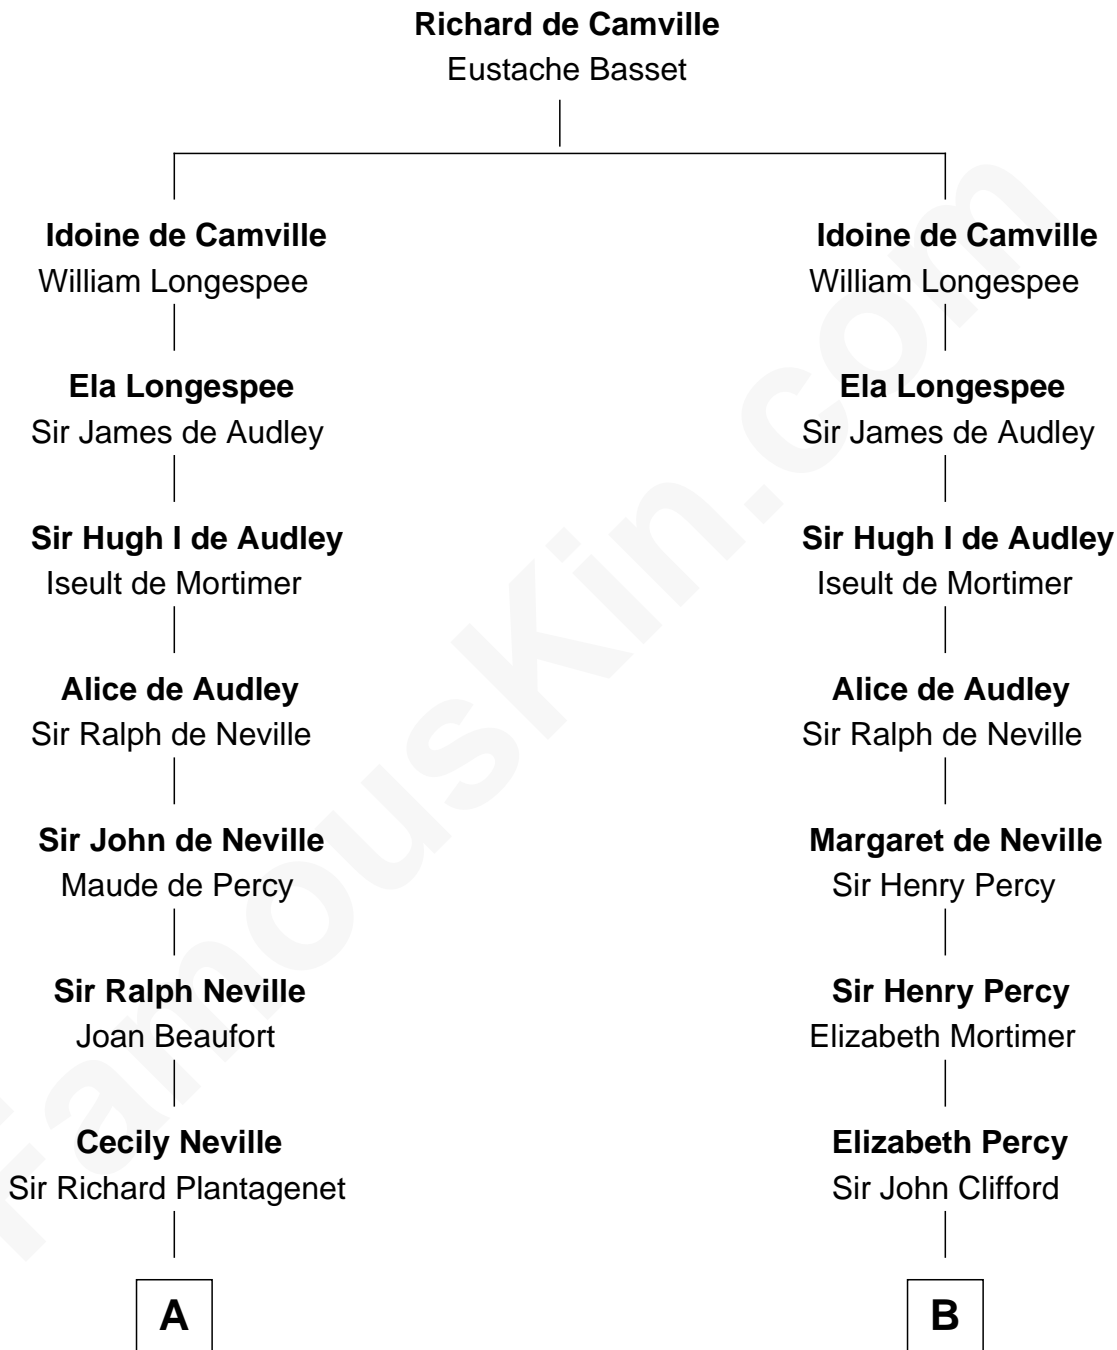 Richard de Camville
Eustache Basset
Idoine de Camville
William Longespee
Ela Longespee
Sir James de Audley
Sir Hugh I de Audley
Iseult de Mortimer
Alice de Audley
Sir Ralph de Neville
Sir John de Neville
Maude de Percy
Sir Ralph Neville
Joan Beaufort
Cecily Neville
Sir Richard Plantagenet
A
Idoine de Camville
William Longespee
Ela Longespee
Sir James de Audley
Sir Hugh I de Audley
Iseult de Mortimer
Alice de Audley
Sir Ralph de Neville
Margaret de Neville
Sir Henry Percy
Sir Henry Percy
Elizabeth Mortimer
Elizabeth Percy
Sir John Clifford
B
FamousKin.com